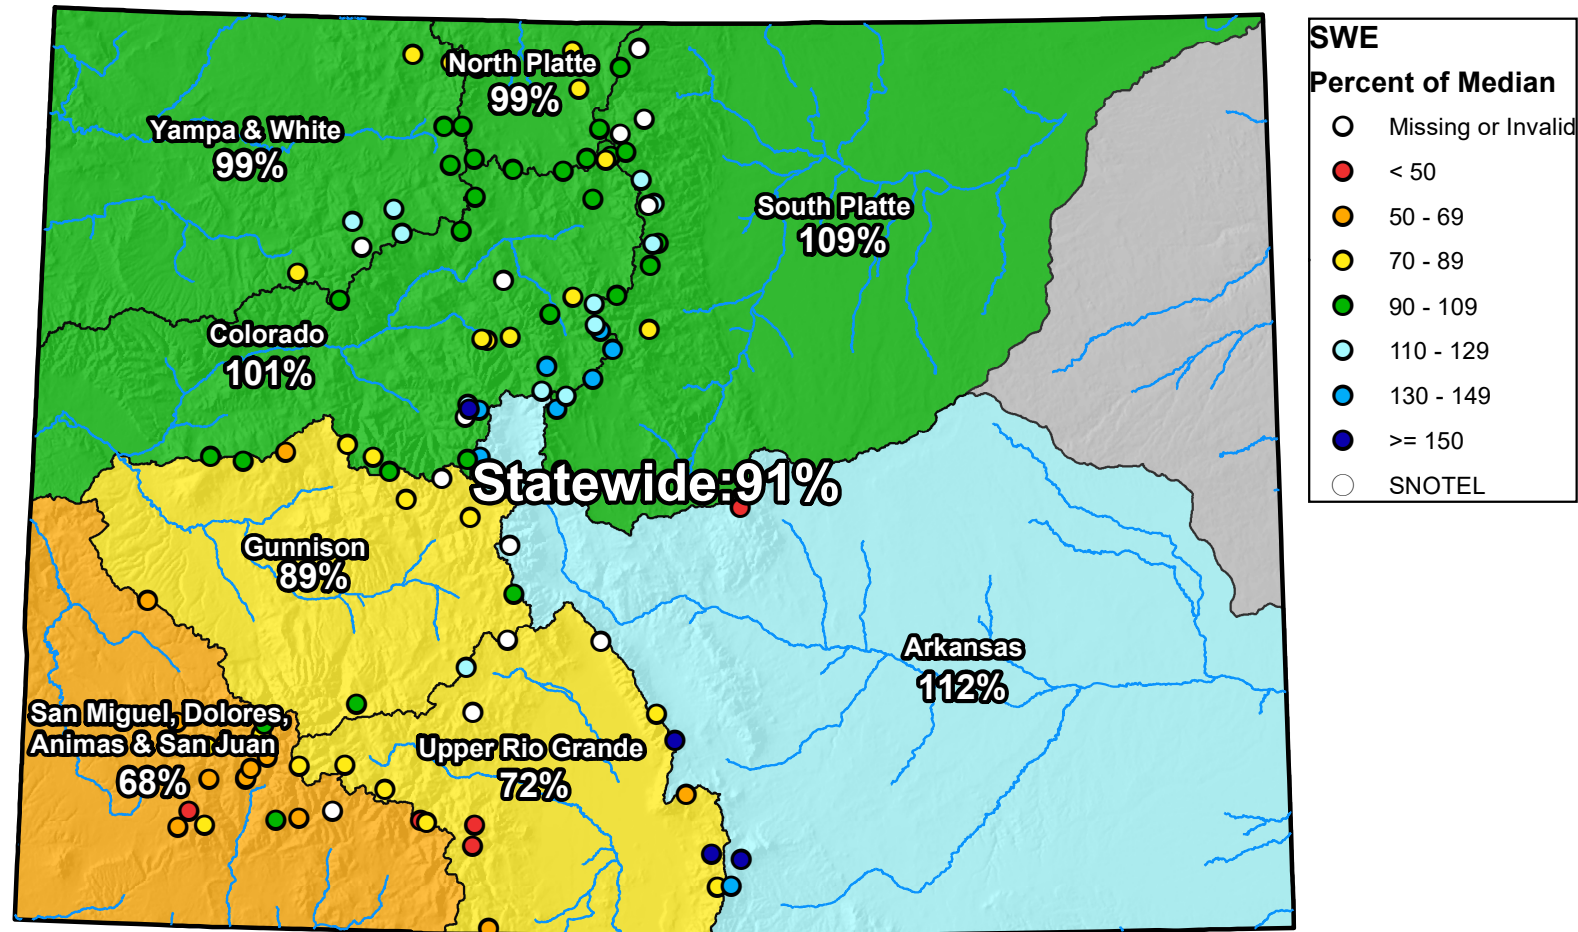 North Platte
99%
Yampa & White
99%
South Platte
109%
Colorado
101%
Statewide:91%
Gunnison
89%
Arkansas
112%
San Miguel, Dolores,
Animas & San Juan
68%
Upper Rio Grande
72%
SWE
Percent of Median
Missing or Invalid
< 50
50 - 69
70 - 89
90 - 109
110 - 129
130 - 149
>= 150
SNOTEL